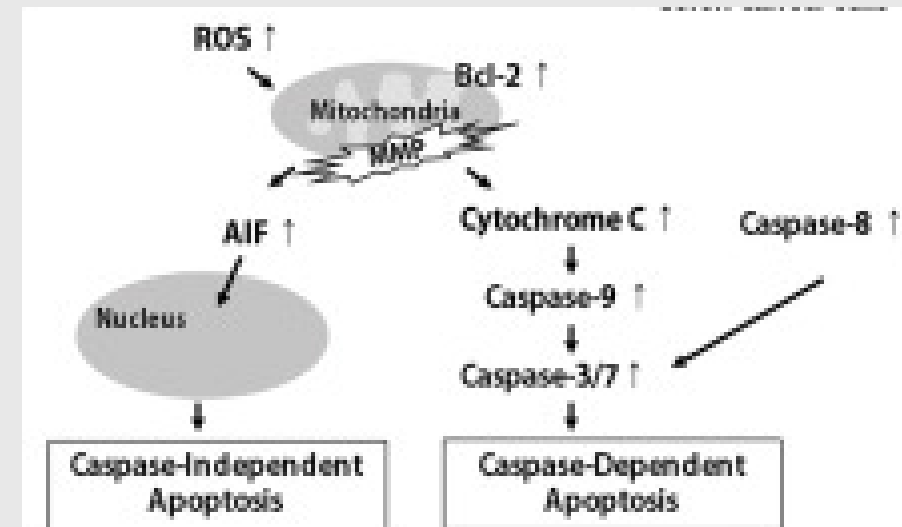 ROS ↑
Bcl-2 ↑
Mitochondria
MMP
AIF ↑
Cytochrome C ↑
Caspase-8 ↑
Caspase-9 ↑
Nucleus
Caspase-3/7 ↑
Caspase-Independent
Apoptosis
Caspase-Dependent
Apoptosis